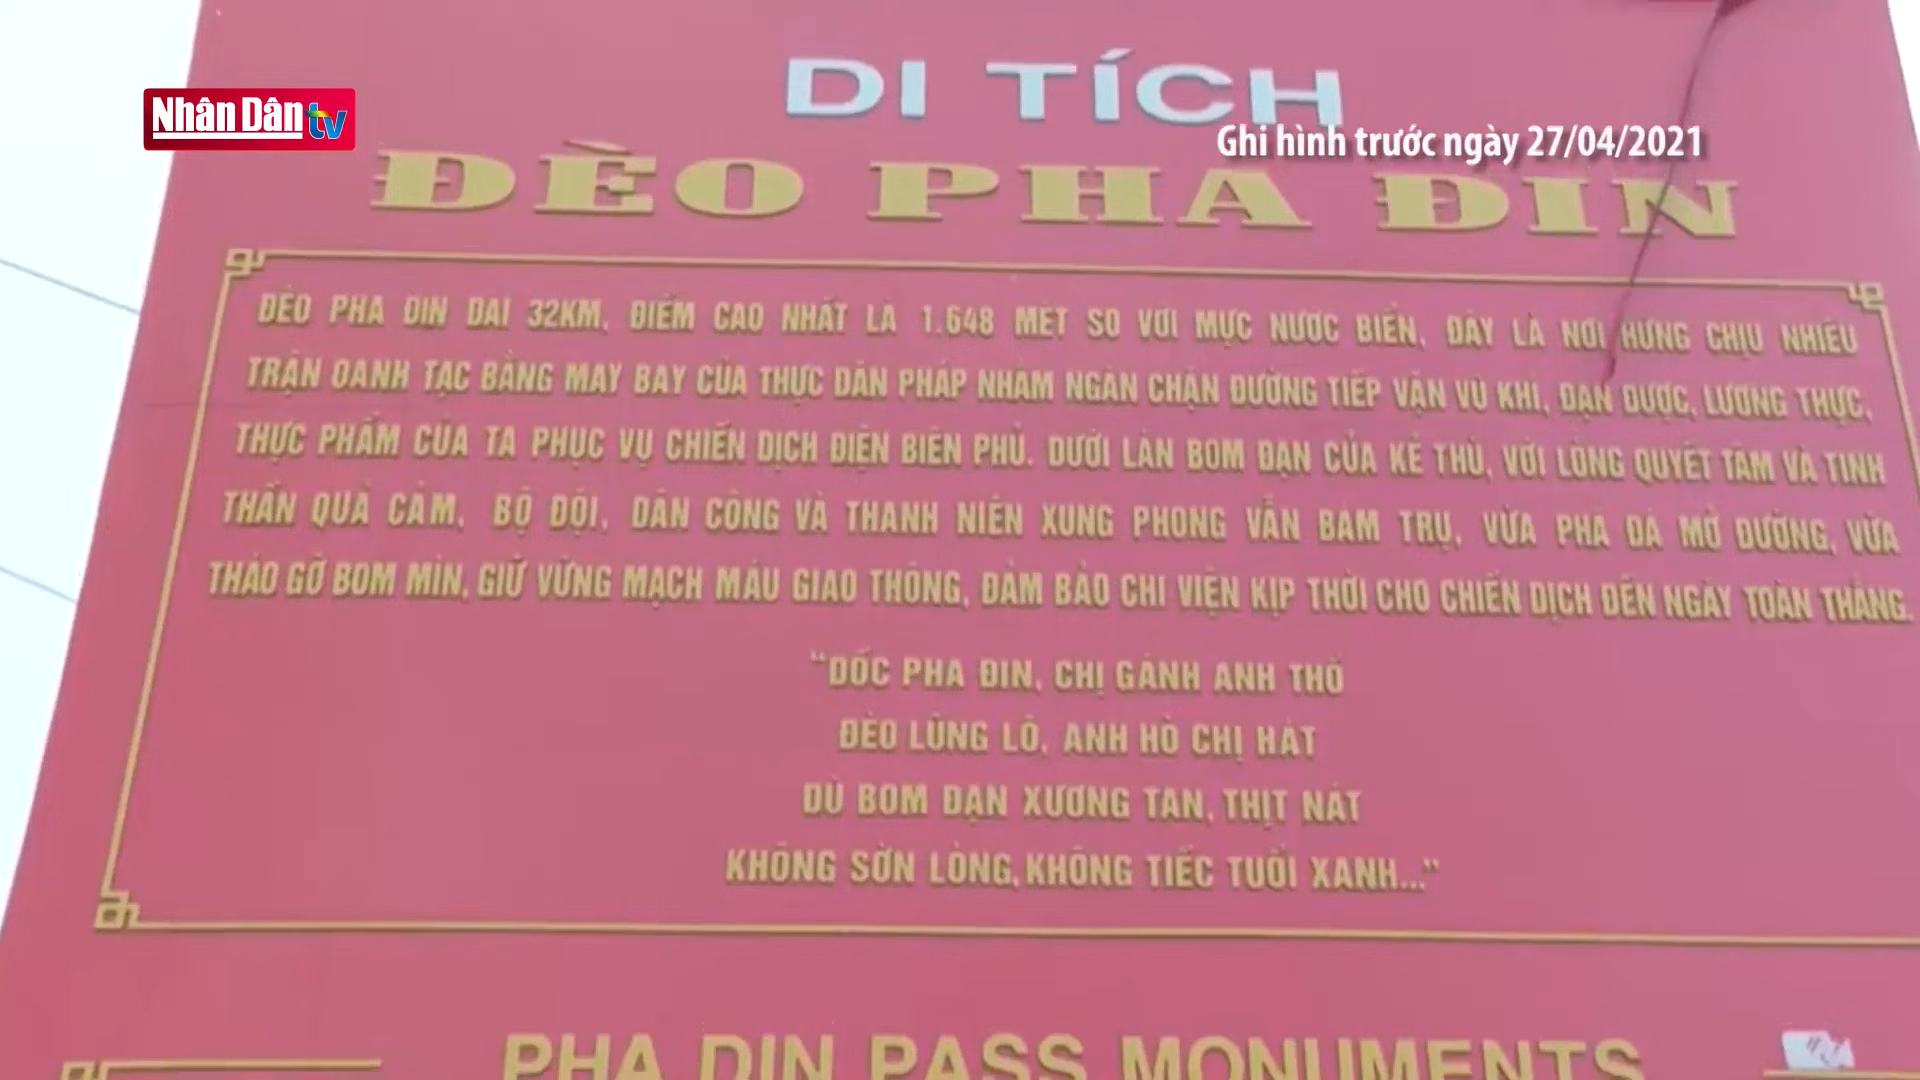 DI TÍCH
Nhân Dân tv
Ghi hình trước ngày 27/04/2021
ĐÈO PHA ĐIN
ĐÈO PHA ĐIN DÀI 32KM, ĐIỂM CAO NHẤT LÀ 1.648 MÉT SO VỚI MỰC NƯỚC BIỂN, ĐÂY LÀ NƠI HỨNG CHỊU NHIỀU
TRẬN OANH TẠC BẰNG MÁY BAY CỦA THỰC DÂN PHÁP NHẰM NGĂN CHẶN ĐƯỜNG TIẾP VẬN VŨ KHÍ, ĐẠN DƯỢC, LƯƠNG THỰC,
THỰC PHẨM CỦA TA PHỤC VỤ CHIẾN DỊCH ĐIỆN BIÊN PHỦ. DƯỚI LÀN BOM ĐẠN CỦA KẺ THÙ, VỚI LÒNG QUYẾT TÂM VÀ TINH
THẦN QUẢ CẢM, BỘ ĐỘI, DÂN CÔNG VÀ THANH NIÊN XUNG PHONG VẪN BÁM TRỤ, VỪA PHÁ ĐÁ MỞ ĐƯỜNG, VỪA
THÁO GỠ BOM MÌN, GIỮ VỮNG MẠCH MÁU GIAO THÔNG, ĐẢM BẢO CHI VIỆN KỊP THỜI CHO CHIẾN DỊCH ĐẾN NGÀY TOÀN THẮNG.
"DỐC PHA ĐIN, CHỊ GÁNH ANH THỒ
ĐÈO LŨNG LÔ, ANH HÒ CHỊ HÁT
DÙ BOM ĐẠN XƯƠNG TAN, THỊT NÁT
KHÔNG SỜN LÒNG, KHÔNG TIẾC TUỔI XANH..."
PHA DIN PASS MONUMENTS